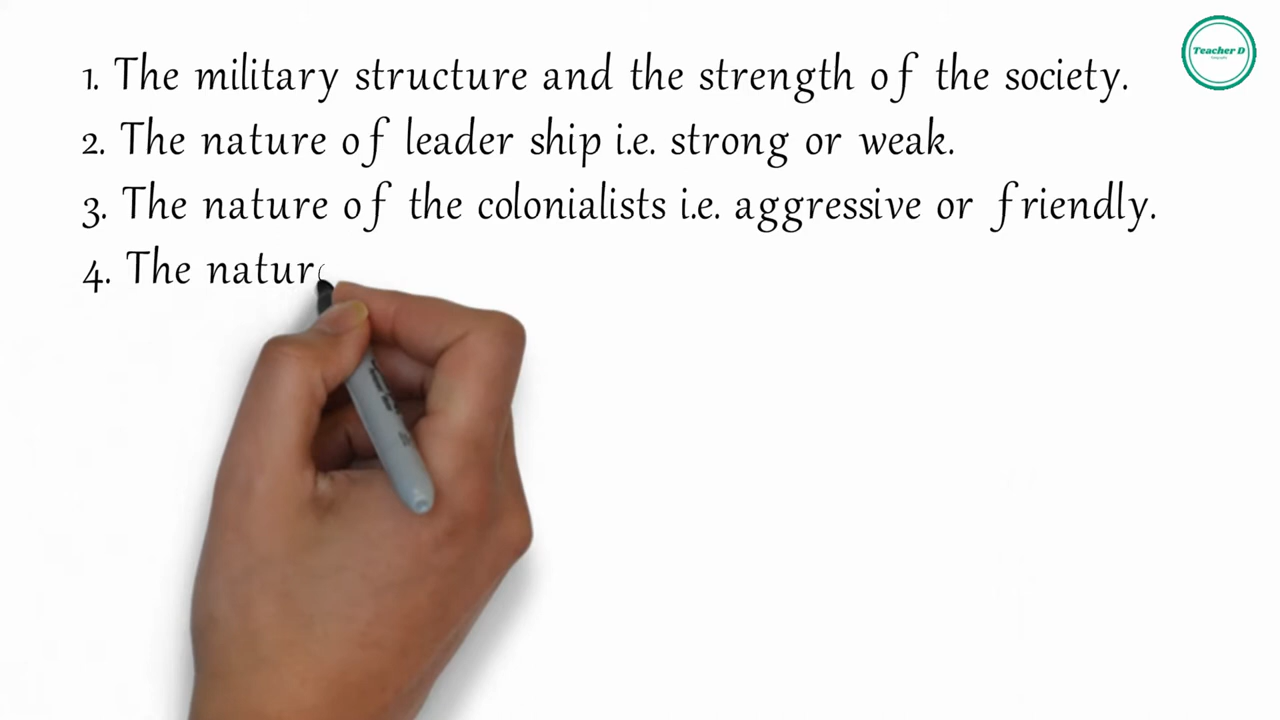 1. The military structure and the strength of the society.
2. The nature of leader ship i.e. strong or weak.
3. The nature of the colonialists i.e. aggressive or friendly.
4. The natur
Teacher D